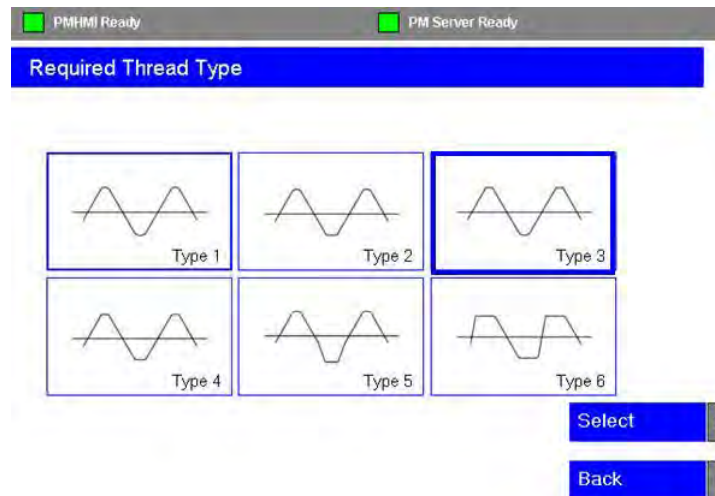 PMHMI Ready
PM Server Ready
Required Thread Type
Type 1
Type 2
Type 3
Type 4
Type 5
Type 6
Select
Back